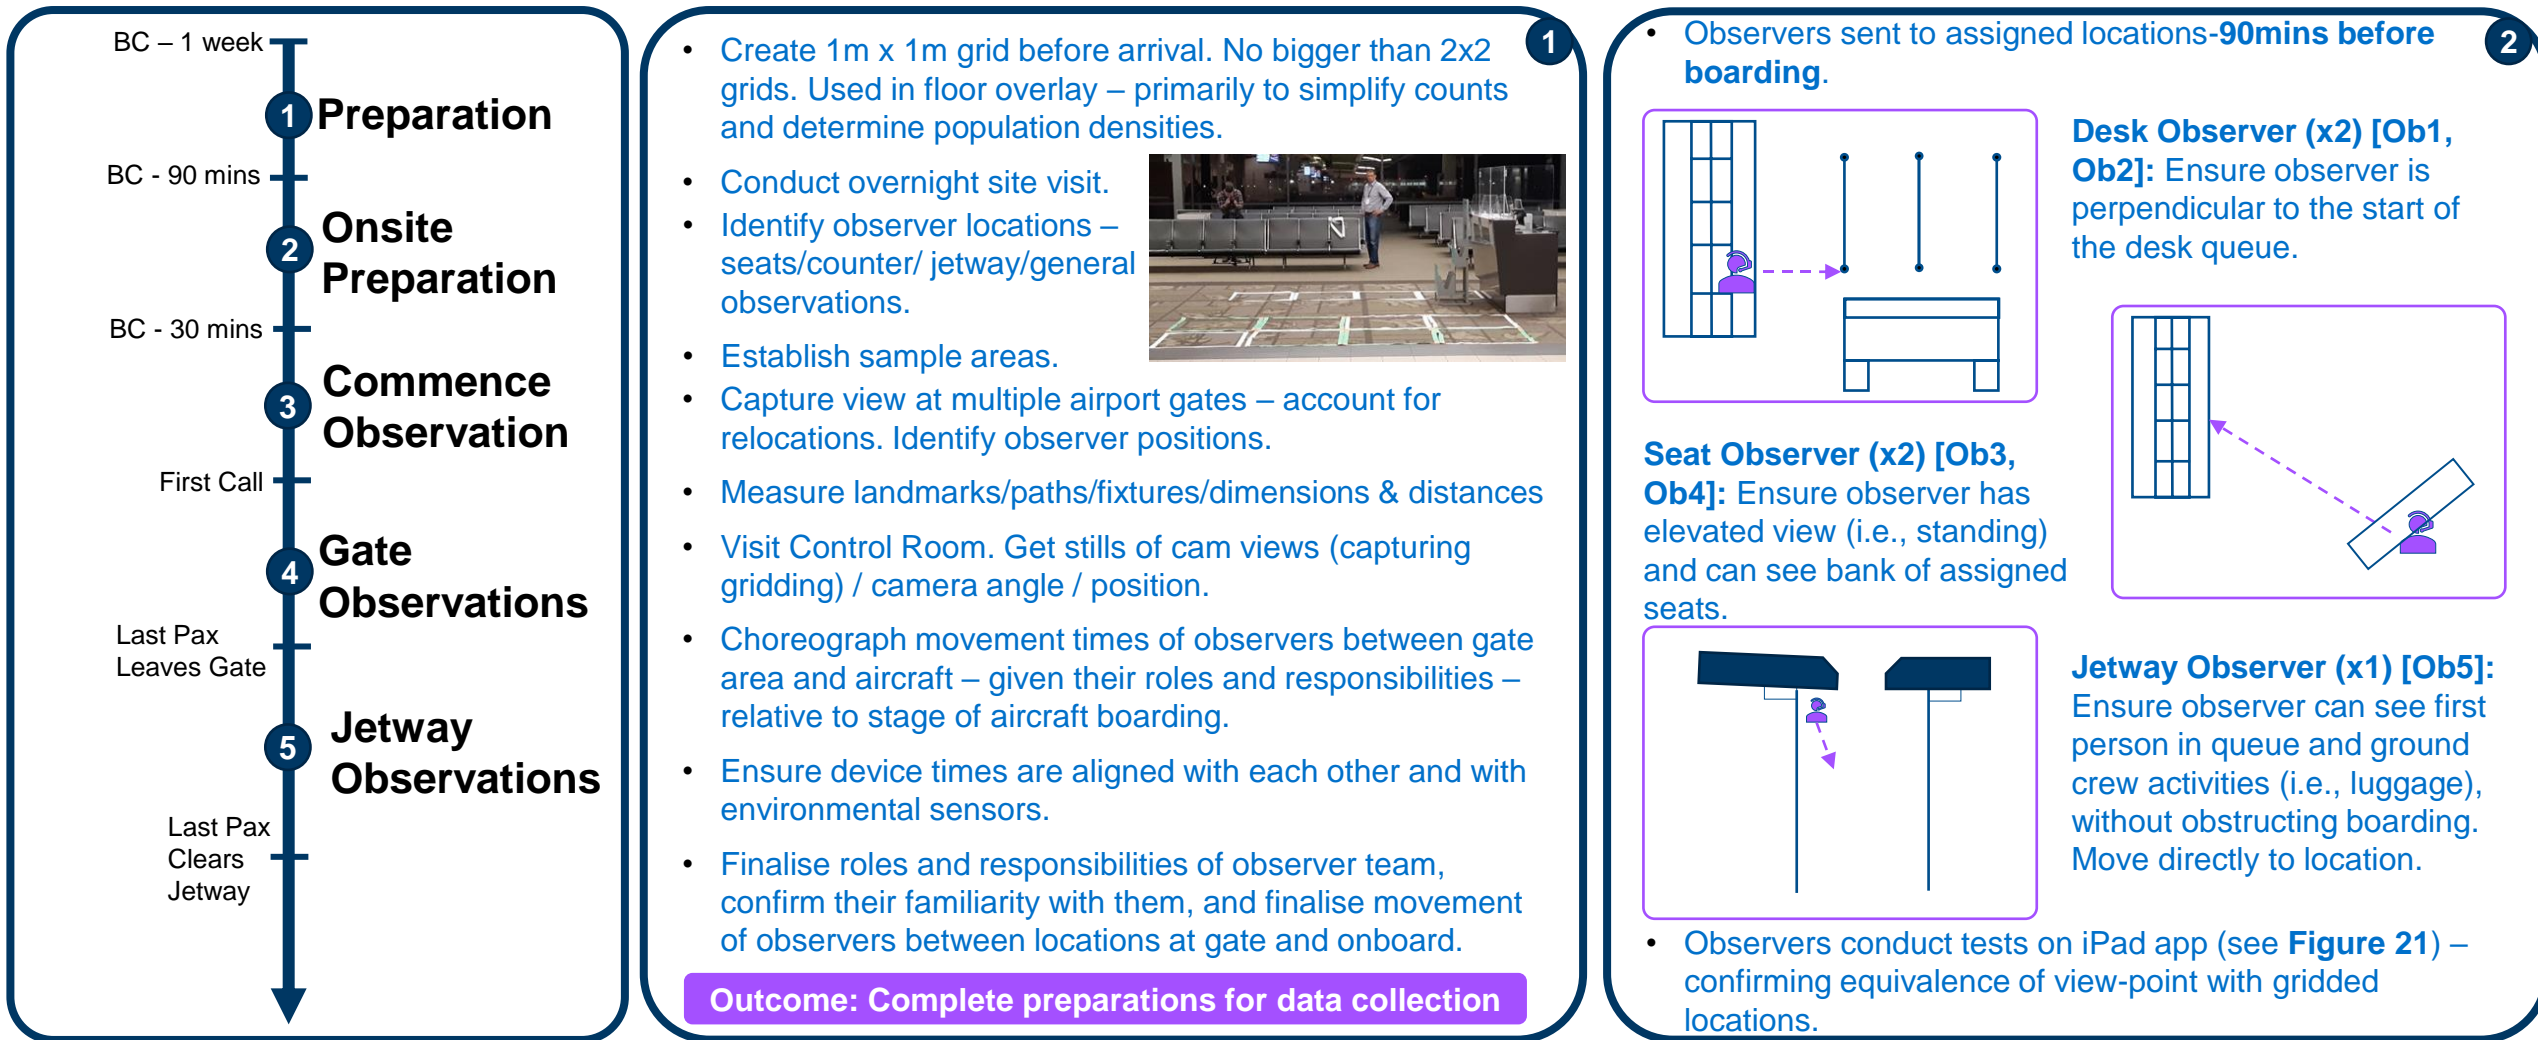 BC – 1 week
1
Preparation
BC - 90 mins
2
Onsite
Preparation
BC - 30 mins
3
Commence
Observation
First Call
4
Gate
Observations
Last Pax
Leaves Gate
5
Jetway
Observations
Last Pax
Clears
Jetway
1
• Create 1m x 1m grid before arrival. No bigger than 2x2
grids. Used in floor overlay – primarily to simplify counts
and determine population densities.
• Conduct overnight site visit.
• Identify observer locations –
seats/counter/ jetway/general
observations.
• Establish sample areas.
• Capture view at multiple airport gates – account for
relocations. Identify observer positions.
• Measure landmarks/paths/fixtures/dimensions & distances
• Visit Control Room. Get stills of cam views (capturing
gridding) / camera angle / position.
• Choreograph movement times of observers between gate
area and aircraft – given their roles and responsibilities –
relative to stage of aircraft boarding.
• Ensure device times are aligned with each other and with
environmental sensors.
• Finalise roles and responsibilities of observer team,
confirm their familiarity with them, and finalise movement
of observers between locations at gate and onboard.
Outcome: Complete preparations for data collection
2
• Observers sent to assigned locations-90mins before
boarding.
Desk Observer (x2) [Ob1,
Ob2]: Ensure observer is
perpendicular to the start of
the desk queue.
Seat Observer (x2) [Ob3,
Ob4]: Ensure observer has
elevated view (i.e., standing)
and can see bank of assigned
seats.
Jetway Observer (x1) [Ob5]:
Ensure observer can see first
person in queue and ground
crew activities (i.e., luggage),
without obstructing boarding.
Move directly to location.
• Observers conduct tests on iPad app (see Figure 21) –
confirming equivalence of view-point with gridded
locations.